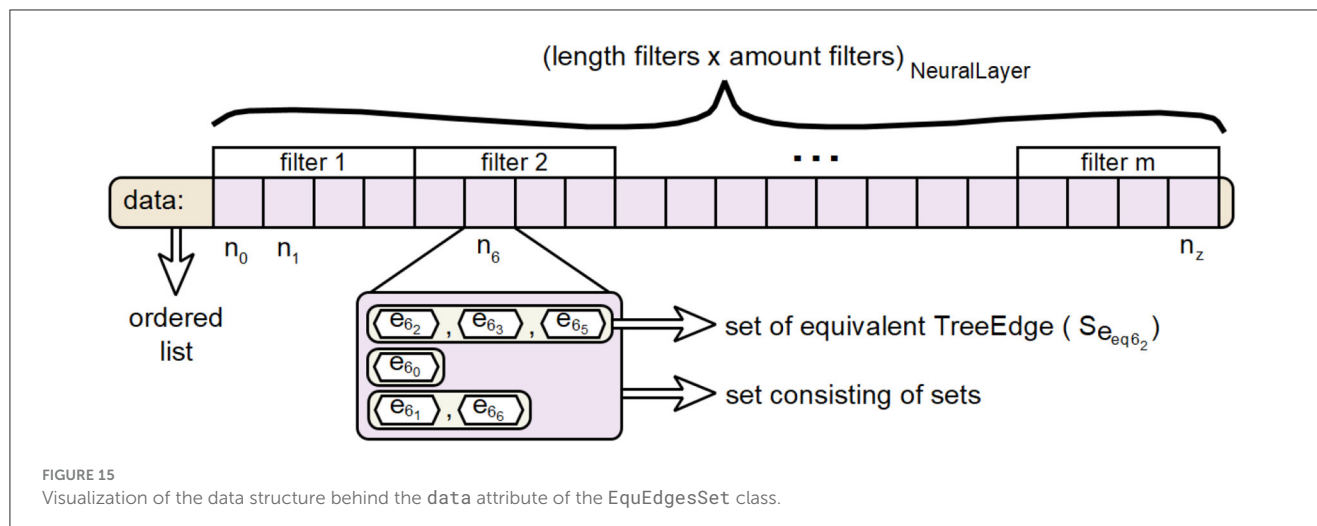 (length filters x amount filters) NeuralLayer
filter 1 filter 2 ... filter m
data:
n₀ n₁ n₆ n_z
ordered
list
e₆₂ , e₆₃ , e₆₅
set of equivalent TreeEdge ( S_e_eq6₂ )
e₆₀
set consisting of sets
e₆₁ , e₆₆
FIGURE 15
Visualization of the data structure behind the data attribute of the EquEdgesSet class.